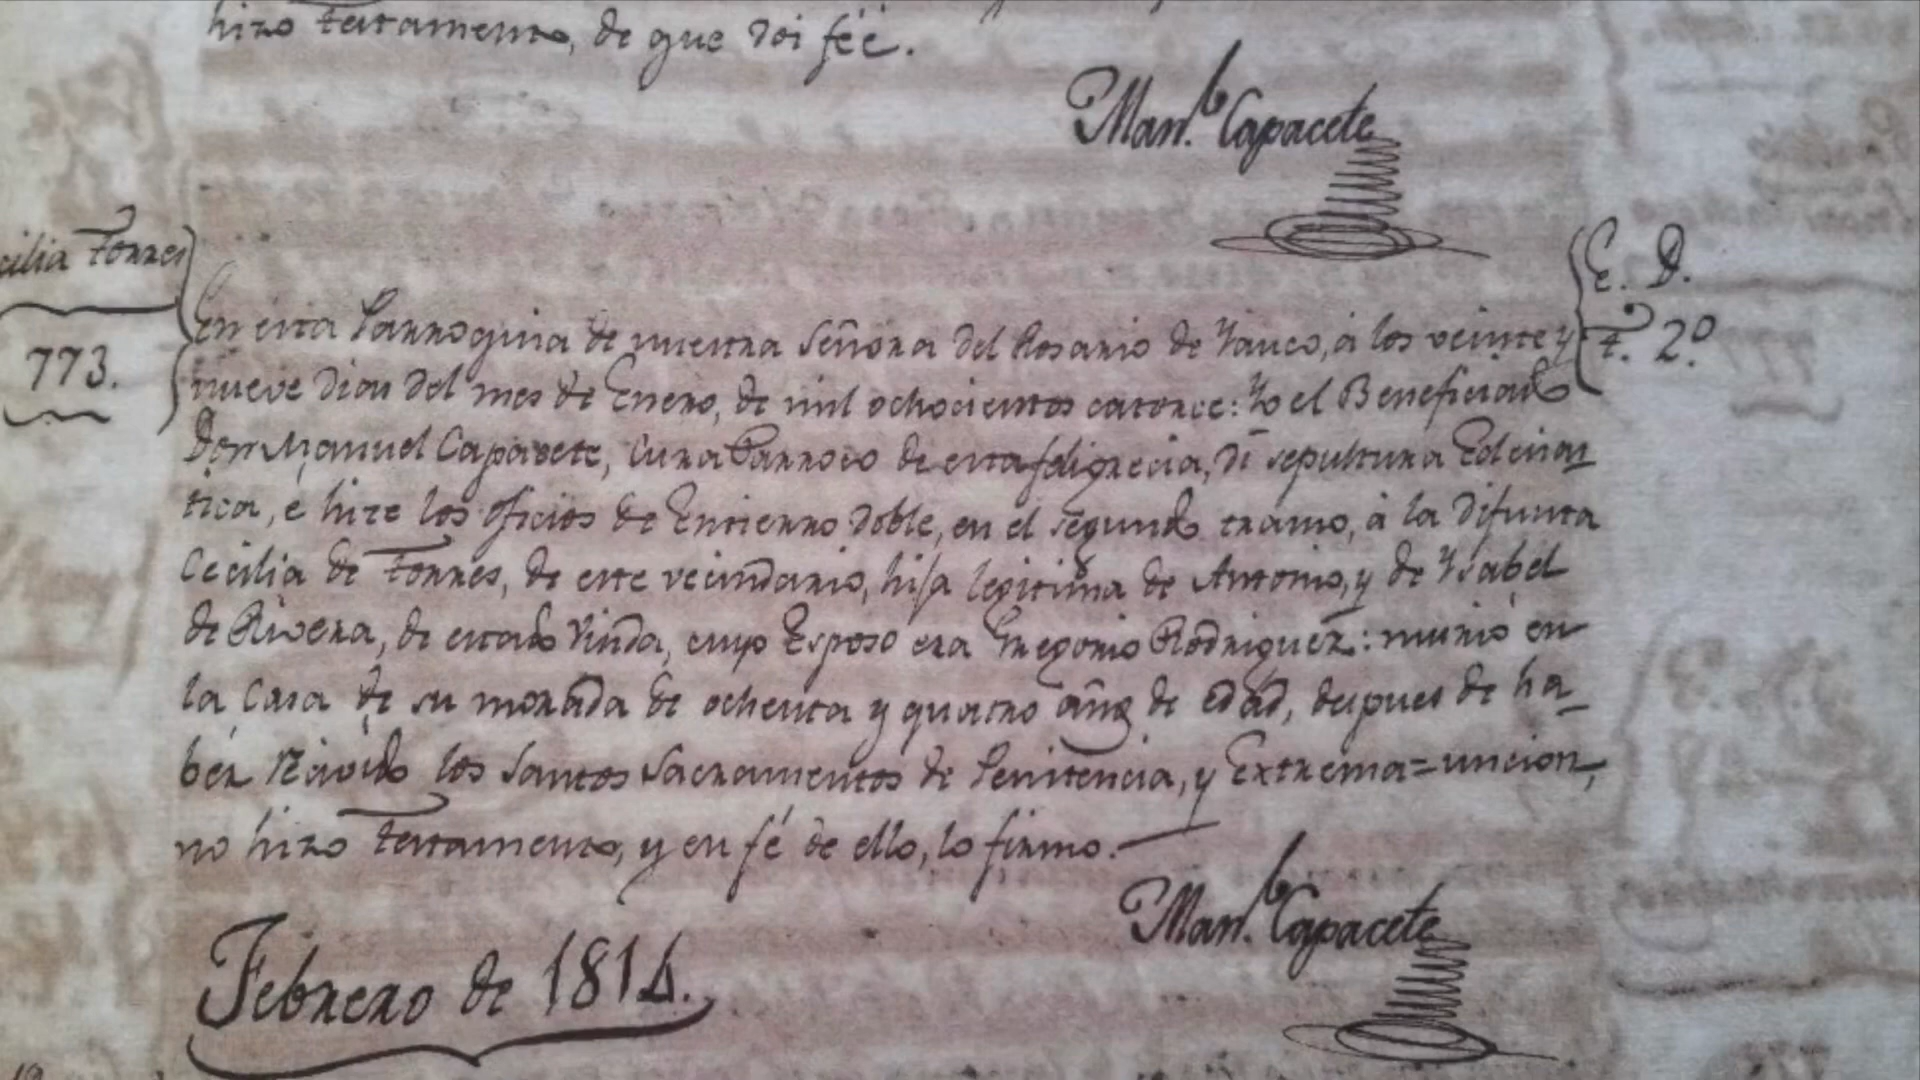 hizo testamento, de que doi feé.
Man.l Capacete
cilia Torres
773.
E. D.
t. 2.º
En esta Parroquia de nuestra Señora del Rosario de Yauco, á los veinte y
nueve dias del mes de Enero, de mil ochocientos catorce: Yo el Beneficiado
Don Manuel Capacete, Cura Parroco de esta feligrecia, dí sepultura Eclesias-
tica, é hize los oficios de Entierro doble, en el segundo tramo, á la difunta
Cecilia de Torres, de este vecindario, hija legitima de Antonio, y de Ysabel
de Rivera, de estado Viuda, cuyo Esposo era Gregorio Rodriguez: murió en
la Casa de su morada de ochenta y quatro años de edad, despues de ha-
ber recivido los Santos Sacramentos de Penitencia, y Extrema=uncion,
no hizo testamento, y en fé de ello, lo firmo.
Man.l Capacete
Febrero de 1814.